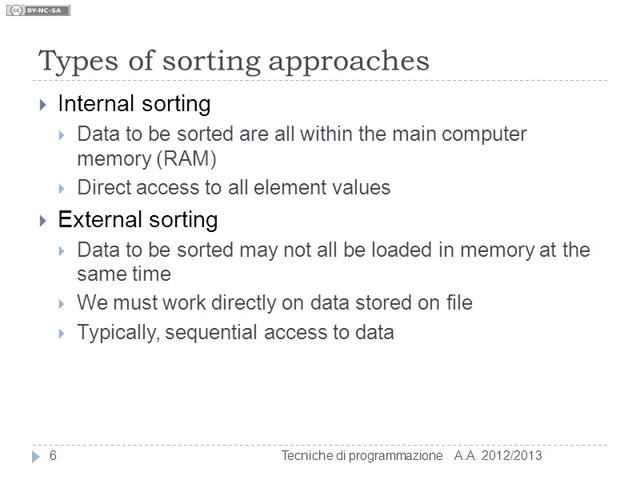 BY-NC-SA
Types of sorting approaches
Internal sorting
Data to be sorted are all within the main computer
memory (RAM)
Direct access to all element values
External sorting
Data to be sorted may not all be loaded in memory at the
same time
We must work directly on data stored on file
Typically, sequential access to data
6 Tecniche di programmazione A.A. 2012/2013